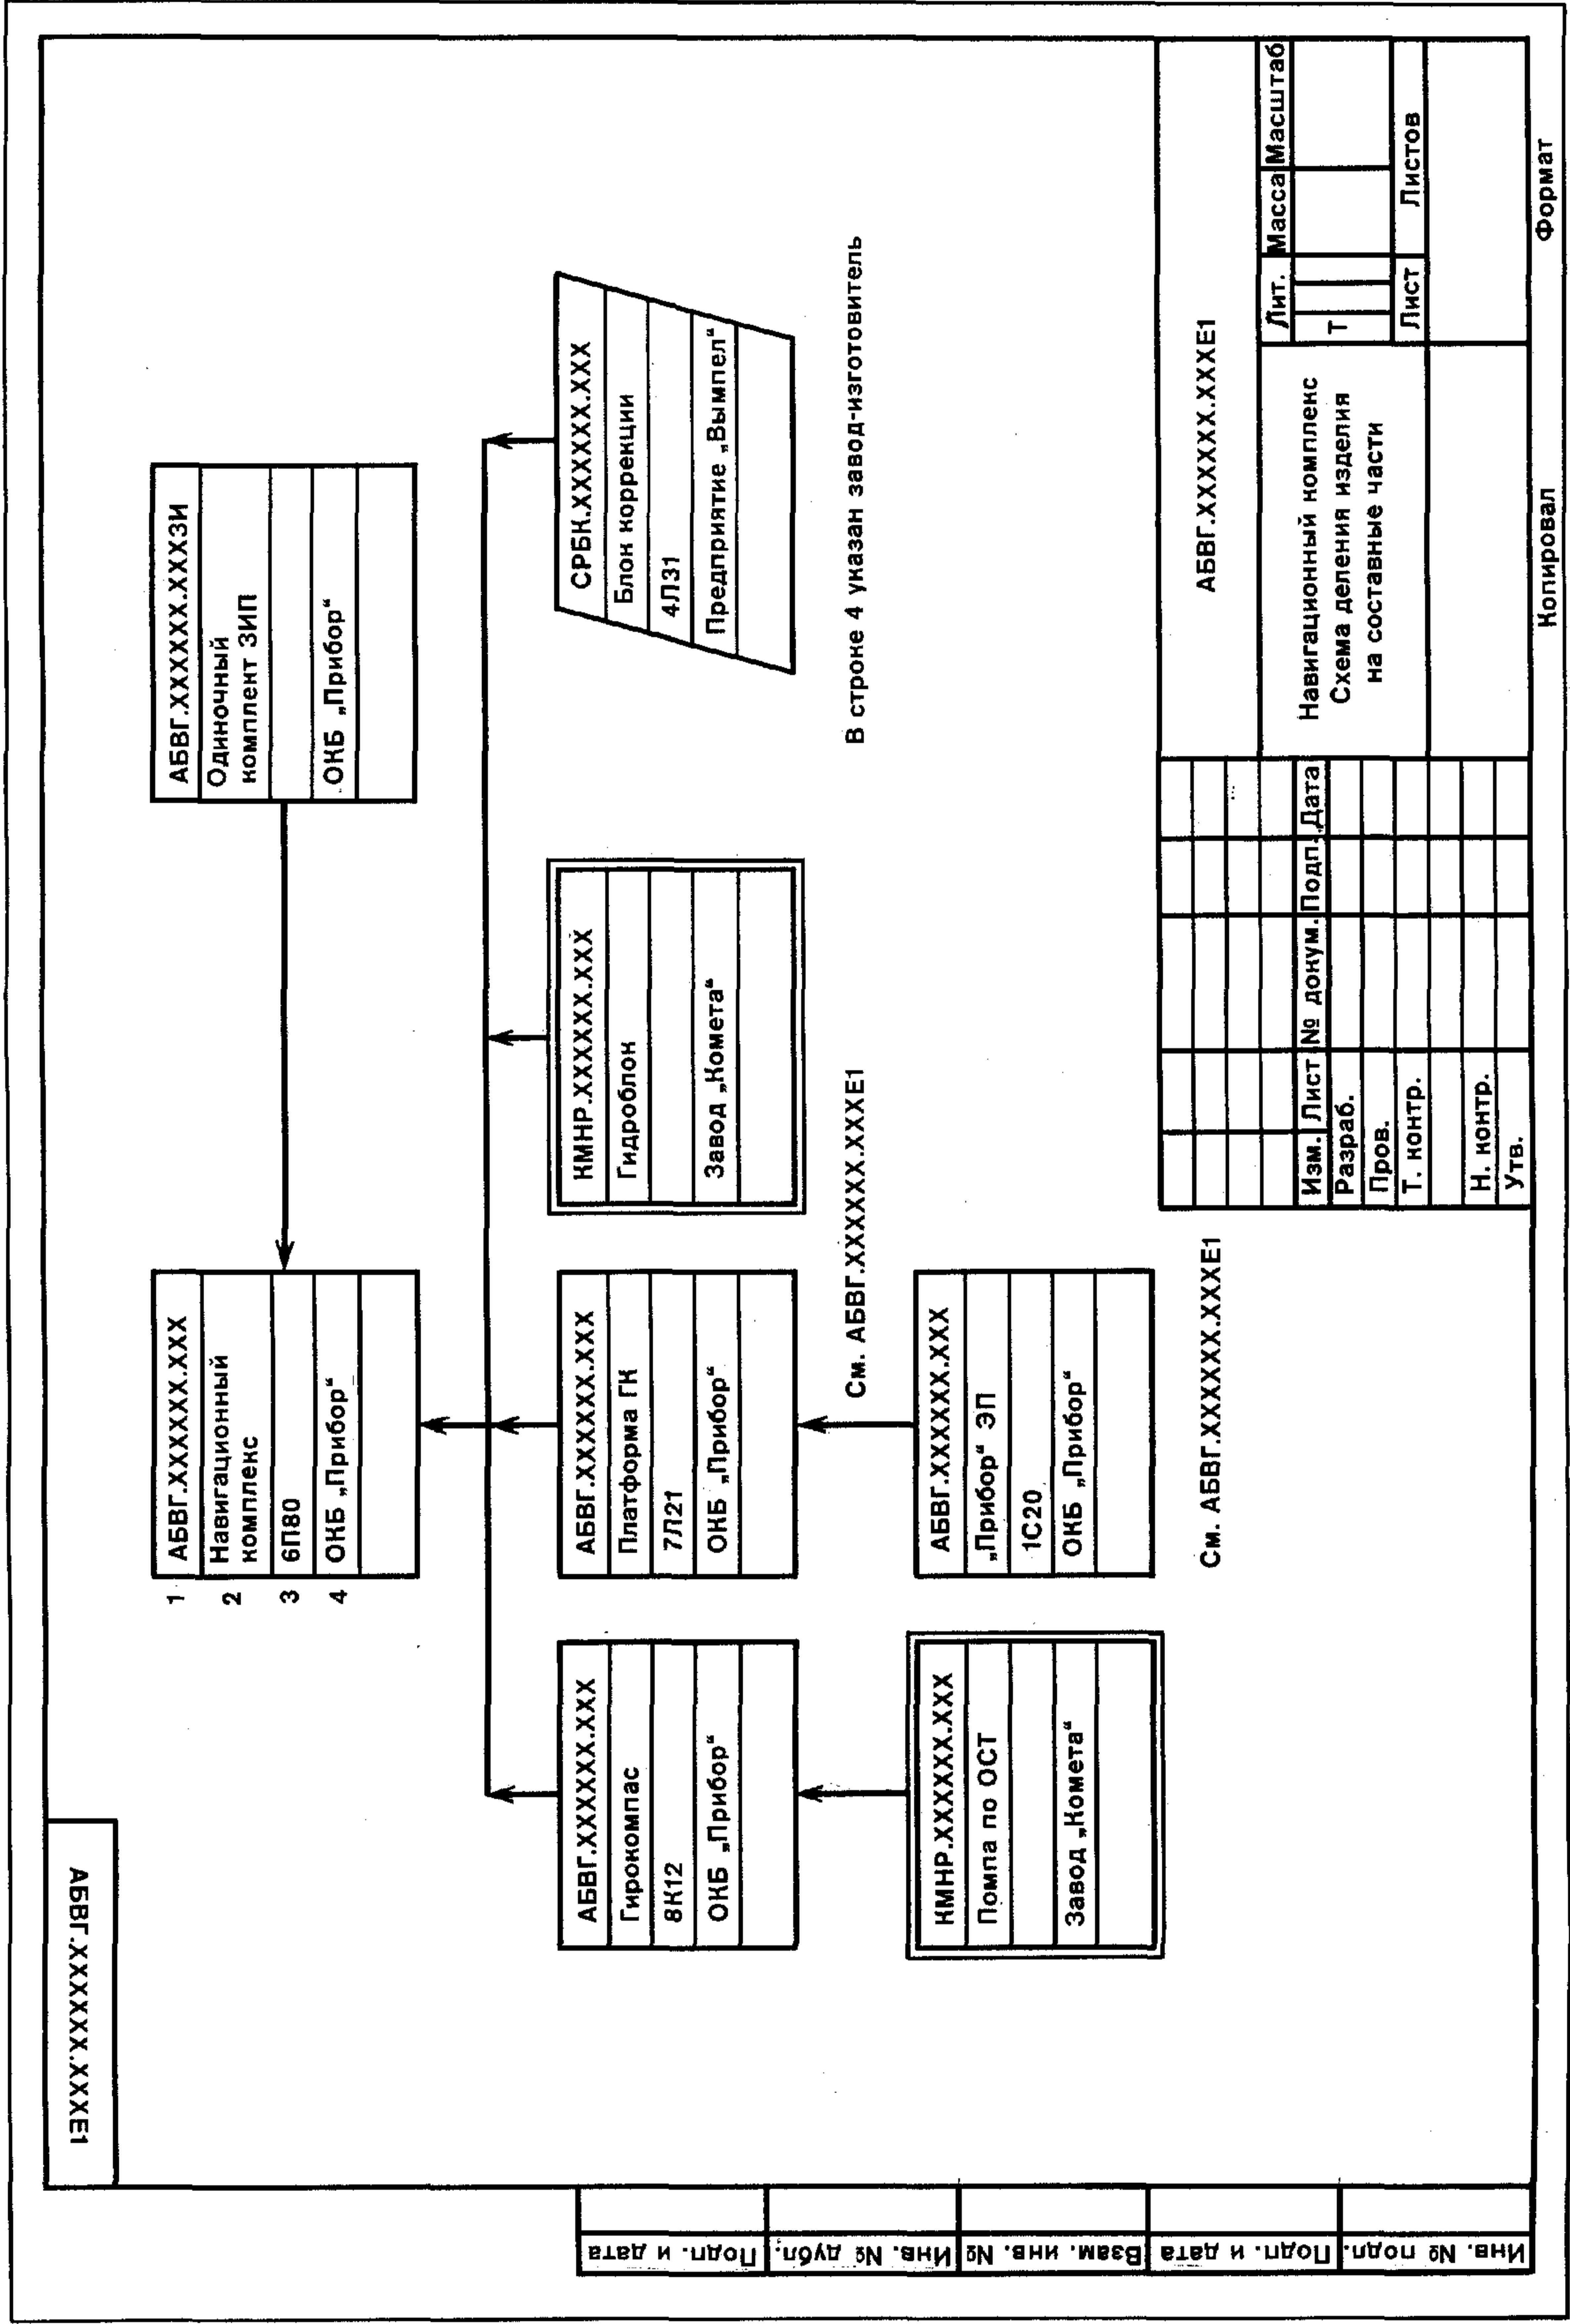 АБВГ.XXXXXX.XXXЕ1
АБВГ.XXXXXX.XXX
Навигационный
комплекс
6П80
ОКБ „Прибор“
1
2
3
4
АБВГ.XXXXXX.XXXЗИ
Одиночный
комплект ЗИП
ОКБ „Прибор“
АБВГ.XXXXXX.XXX
Гирокомпас
8К12
ОКБ „Прибор“
АБВГ.XXXXXX.XXX
Платформа ГК
7Л21
ОКБ „Прибор“
КМНР.XXXXXX.XXX
Гидроблок
Завод „Комета“
СРБК.XXXXXX.XXX
Блок коррекции
4Л31
Предприятие „Вымпел“
См. АБВГ.XXXXXX.XXXЕ1
В строке 4 указан завод-изготовитель
КМНР.XXXXXX.XXX
Помпа по ОСТ
Завод „Комета“
АБВГ.XXXXXX.XXX
„Прибор“ ЭП
1С20
ОКБ „Прибор“
См. АБВГ.XXXXXX.XXXЕ1
АБВГ.XXXXXX.XXXЕ1
Изм. Лист № докум. Подп. Дата
Разраб.
Пров.
Т. контр.
Н. контр.
Утв.
Навигационный комплекс
Схема деления изделия
на составные части
Лит. Масса Масштаб
Т
Лист Листов
Копировал Формат
Инв. № подл. Подп. и дата Взам. инв. № Инв. № дубл. Подп. и дата